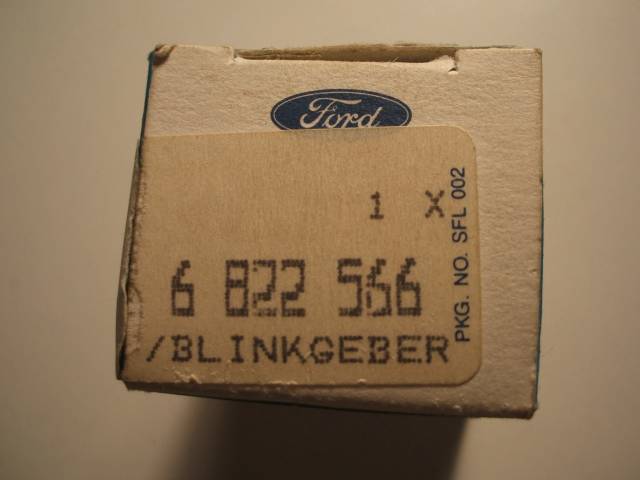 Ford
1 X
6 822 566
/BLINKGEBER
PKG. NO. SFL 002